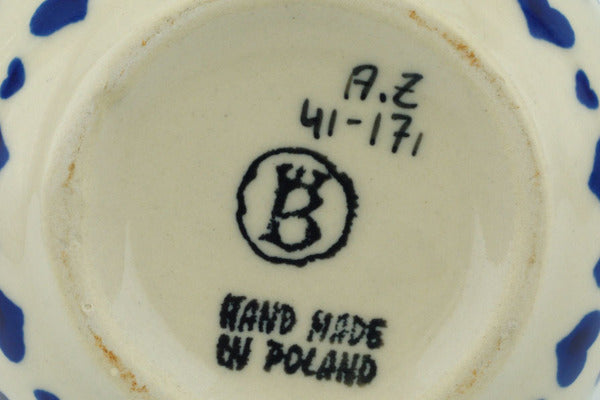 A.Z
41-171
B
HAND MADE
IN POLAND